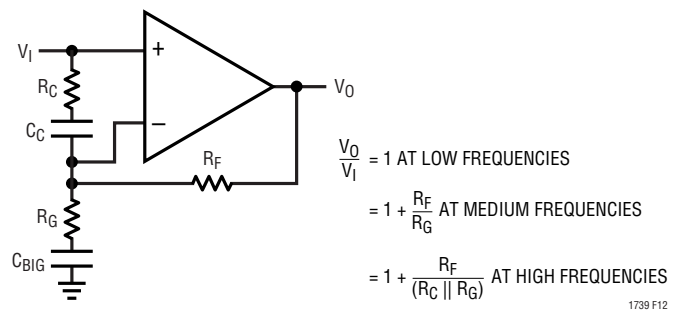 V_I
R_C
C_C
R_G
C_BIG
+
–
R_F
V_O
V_O/V_I = 1 AT LOW FREQUENCIES
= 1 + R_F/R_G AT MEDIUM FREQUENCIES
= 1 + R_F/(R_C || R_G) AT HIGH FREQUENCIES
1739 F12